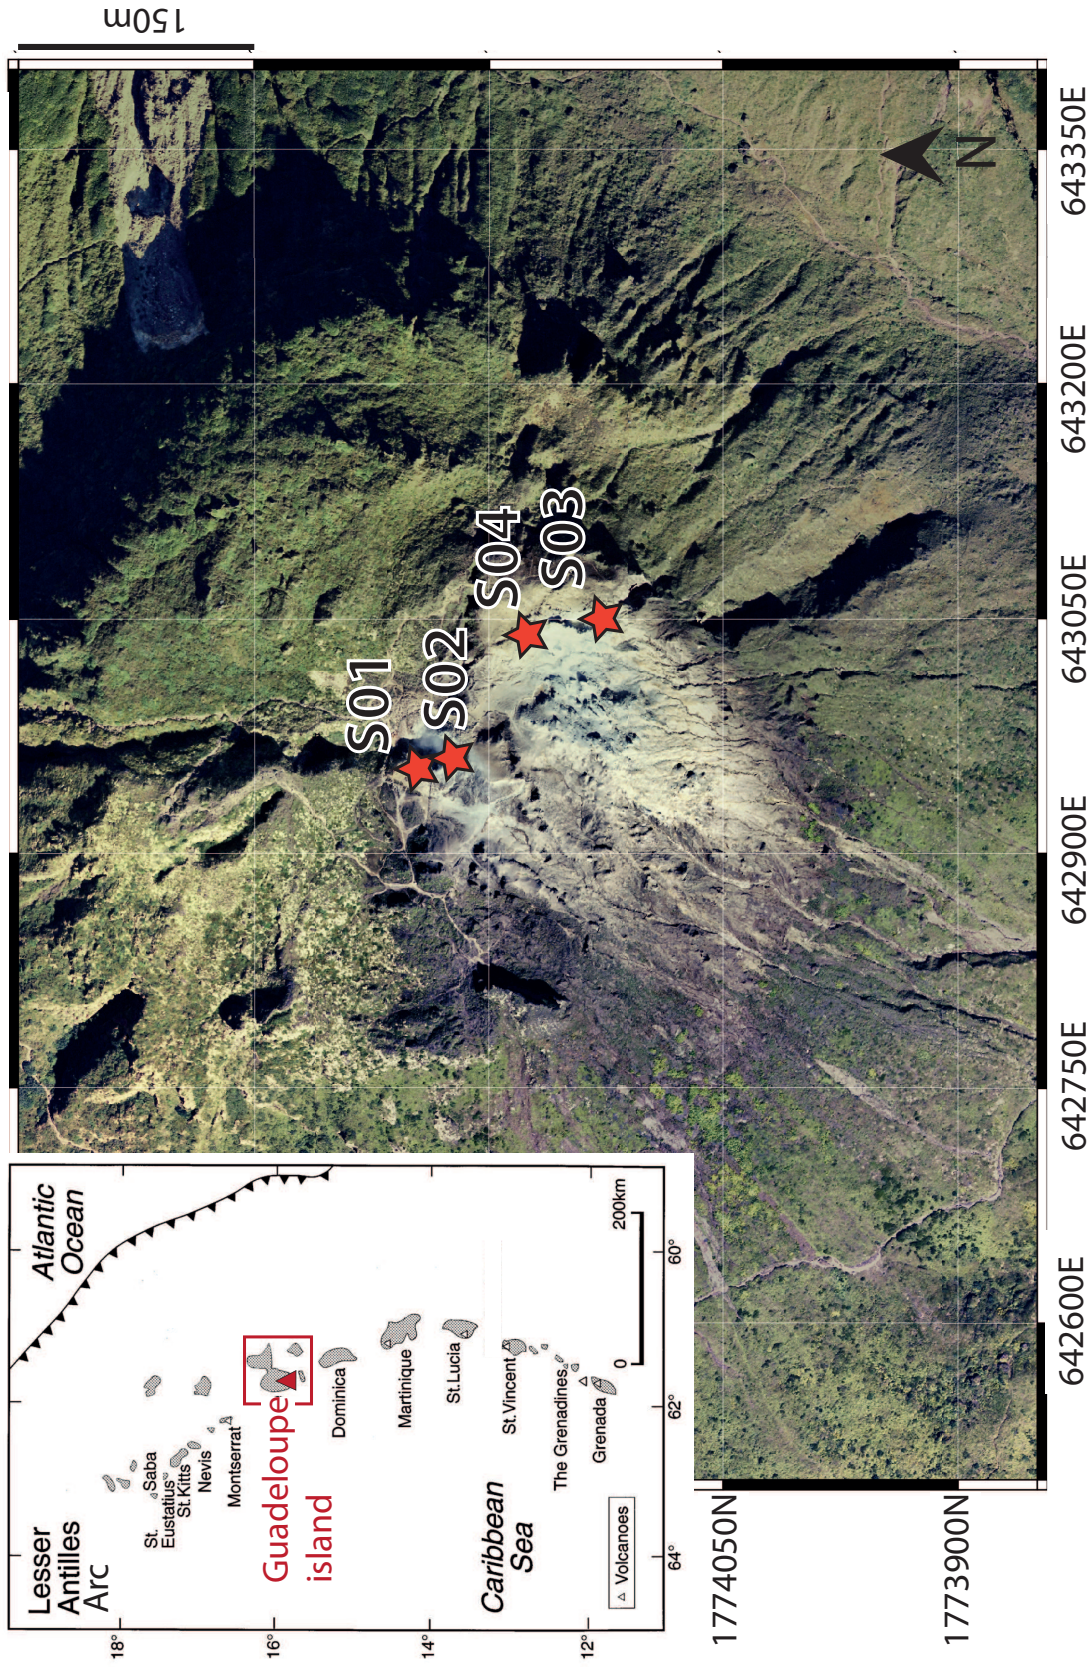 150m
N
S01
S02
S04
S03
643350E
643200E
643050E
642900E
642750E
642600E
1774050N
1773900N
Lesser
Antilles
Arc
Atlantic
Ocean
St.
Eustatius
Saba
St.Kitts
Nevis
Montserrat
Guadeloupe
island
Dominica
Martinique
St.Lucia
St.Vincent
The Grenadines
Grenada
Caribbean
Sea
Volcanoes
0
200km
18°
16°
14°
12°
64°
62°
60°